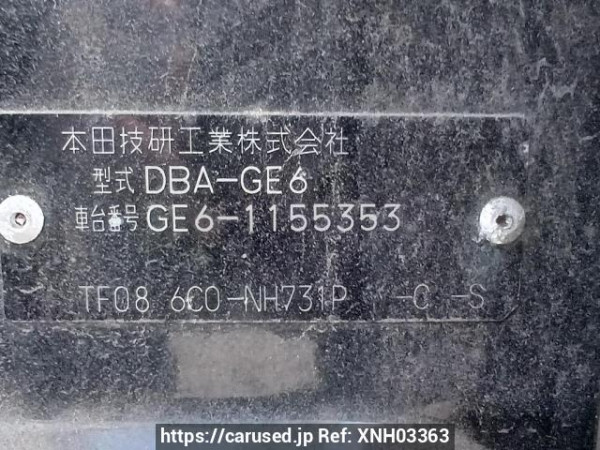 本田技研工業株式会社
型式 DBA-GE6
車台番号 GE6-1155353
TF08 6C0-NH731P -C -S
https://carused.jp Ref: XNH03363